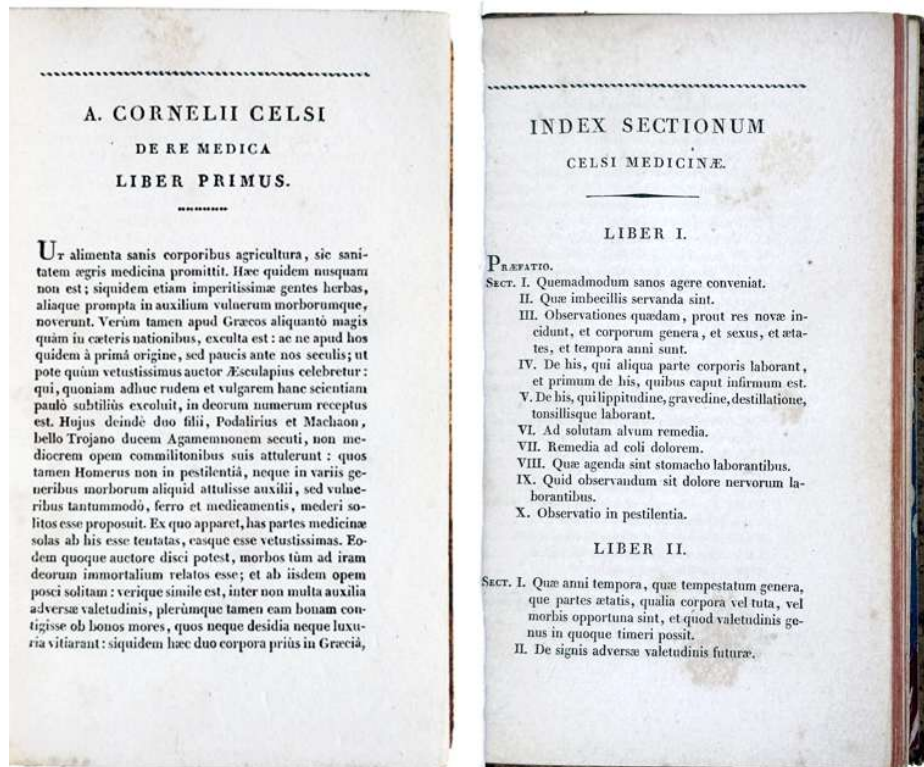 A. CORNELII CELSI
DE RE MEDICA
LIBER PRIMUS.
UT alimenta sanis corporibus agricultura, sic sani-
tatem ægris medicina promittit. Hæc quidem nusquam
non est; siquidem etiam imperitissimæ gentes herbas,
aliaque prompta in auxilium vulnerum morborumque,
noverunt. Verùm tamen apud Græcos aliquantò magis
quàm in cæteris nationibus, exculta est: ac ne apud hos
quidem à primâ origine, sed paucis ante nos seculis; ut
pote quùm vetustissimus auctor Æsculapius celebretur:
qui, quoniam adhuc rudem et vulgarem hanc scientiam
paulò subtiliùs excoluit, in deorum numerum receptus
est. Hujus deindè duo filii, Podalirius et Machaon,
bello Trojano ducem Agamemnonem secuti, non me-
diocrem opem commilitonibus suis attulerunt: quos
tamen Homerus non in pestilentiâ, neque in variis ge-
neribus morborum aliquid attulisse auxilii, sed vulne-
ribus tantummodò, ferro et medicamentis, mederi so-
litos esse proposuit. Ex quo apparet, has partes medicinæ
solas ab his esse tentatas, easque esse vetustissimas. Eo-
dem quoque auctore disci potest, morbos tùm ad iram
deorum immortalium relatos esse; et ab iisdem opem
posci solitam: verique simile est, inter non multa auxilia
adversæ valetudinis, plerùmque tamen eam bonam con-
tigisse ob bonos mores, quos neque desidia neque luxu-
ria vitiarant: siquidem hæc duo corpora priùs in Græciâ,
INDEX SECTIONUM
CELSI MEDICINÆ.
LIBER I.
PRÆFATIO.
SECT. I. Quemadmodum sanos agere conveniat.
II. Quæ imbecillis servanda sint.
III. Observationes quædam, prout res novæ in-
cidunt, et corporum genera, et sexus, et æta-
tes, et tempora anni sunt.
IV. De his, qui aliqua parte corporis laborant,
et primum de his, quibus caput infirmum est.
V. De his, qui lippitudine, gravedine, destillatione,
tonsillisque laborant.
VI. Ad solutam alvum remedia.
VII. Remedia ad coli dolorem.
VIII. Quæ agenda sint stomacho laborantibus.
IX. Quid observandum sit dolore nervorum la-
borantibus.
X. Observatio in pestilentia.
LIBER II.
SECT. I. Quæ anni tempora, quæ tempestatum genera,
que partes ætatis, qualia corpora vel tuta, vel
morbis opportuna sint, et quod valetudinis ge-
nus in quoque timeri possit.
II. De signis adversæ valetudinis futuræ.